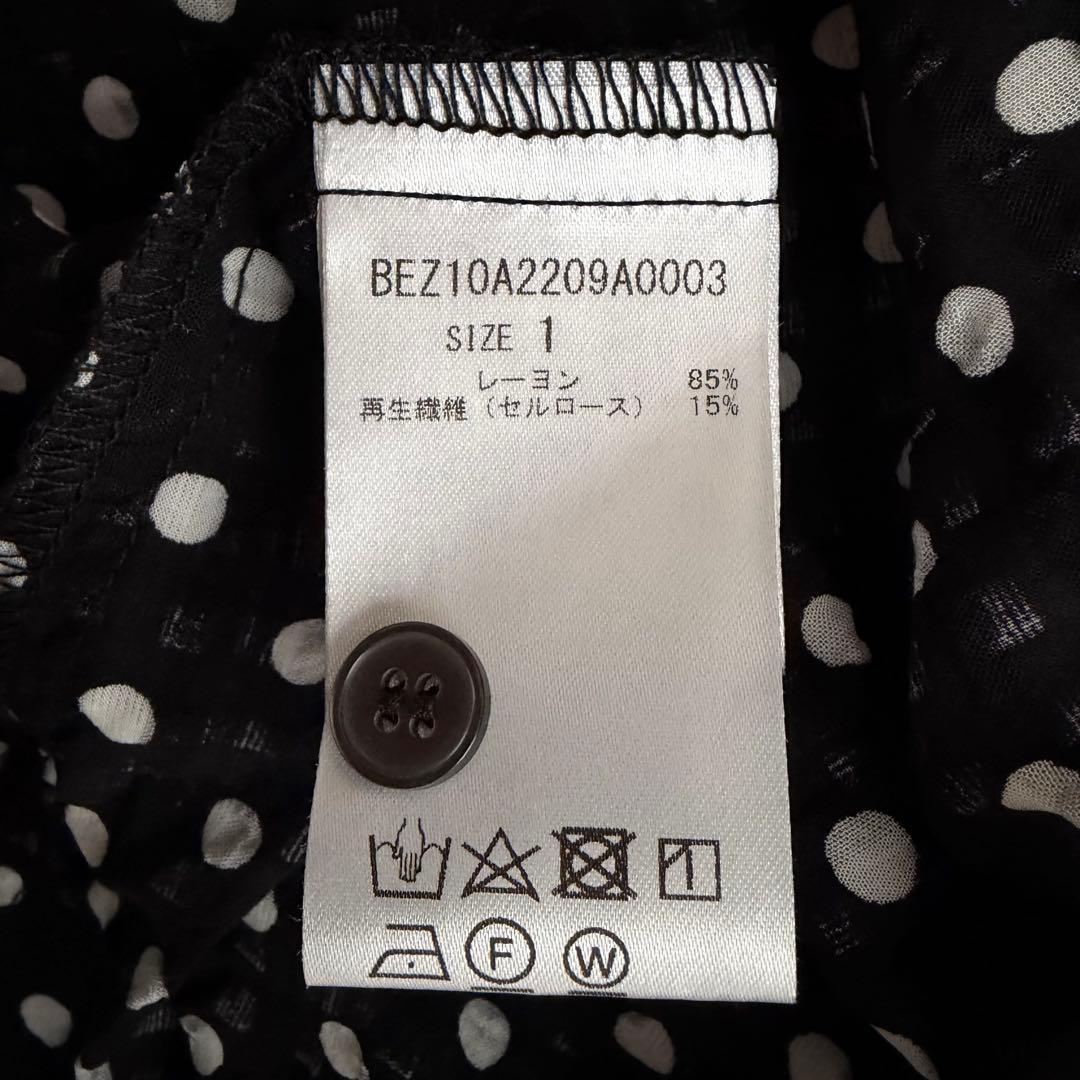 BEZ10A2209A0003
SIZE 1
レーヨン 85%
再生繊維（セルロース） 15%
F W